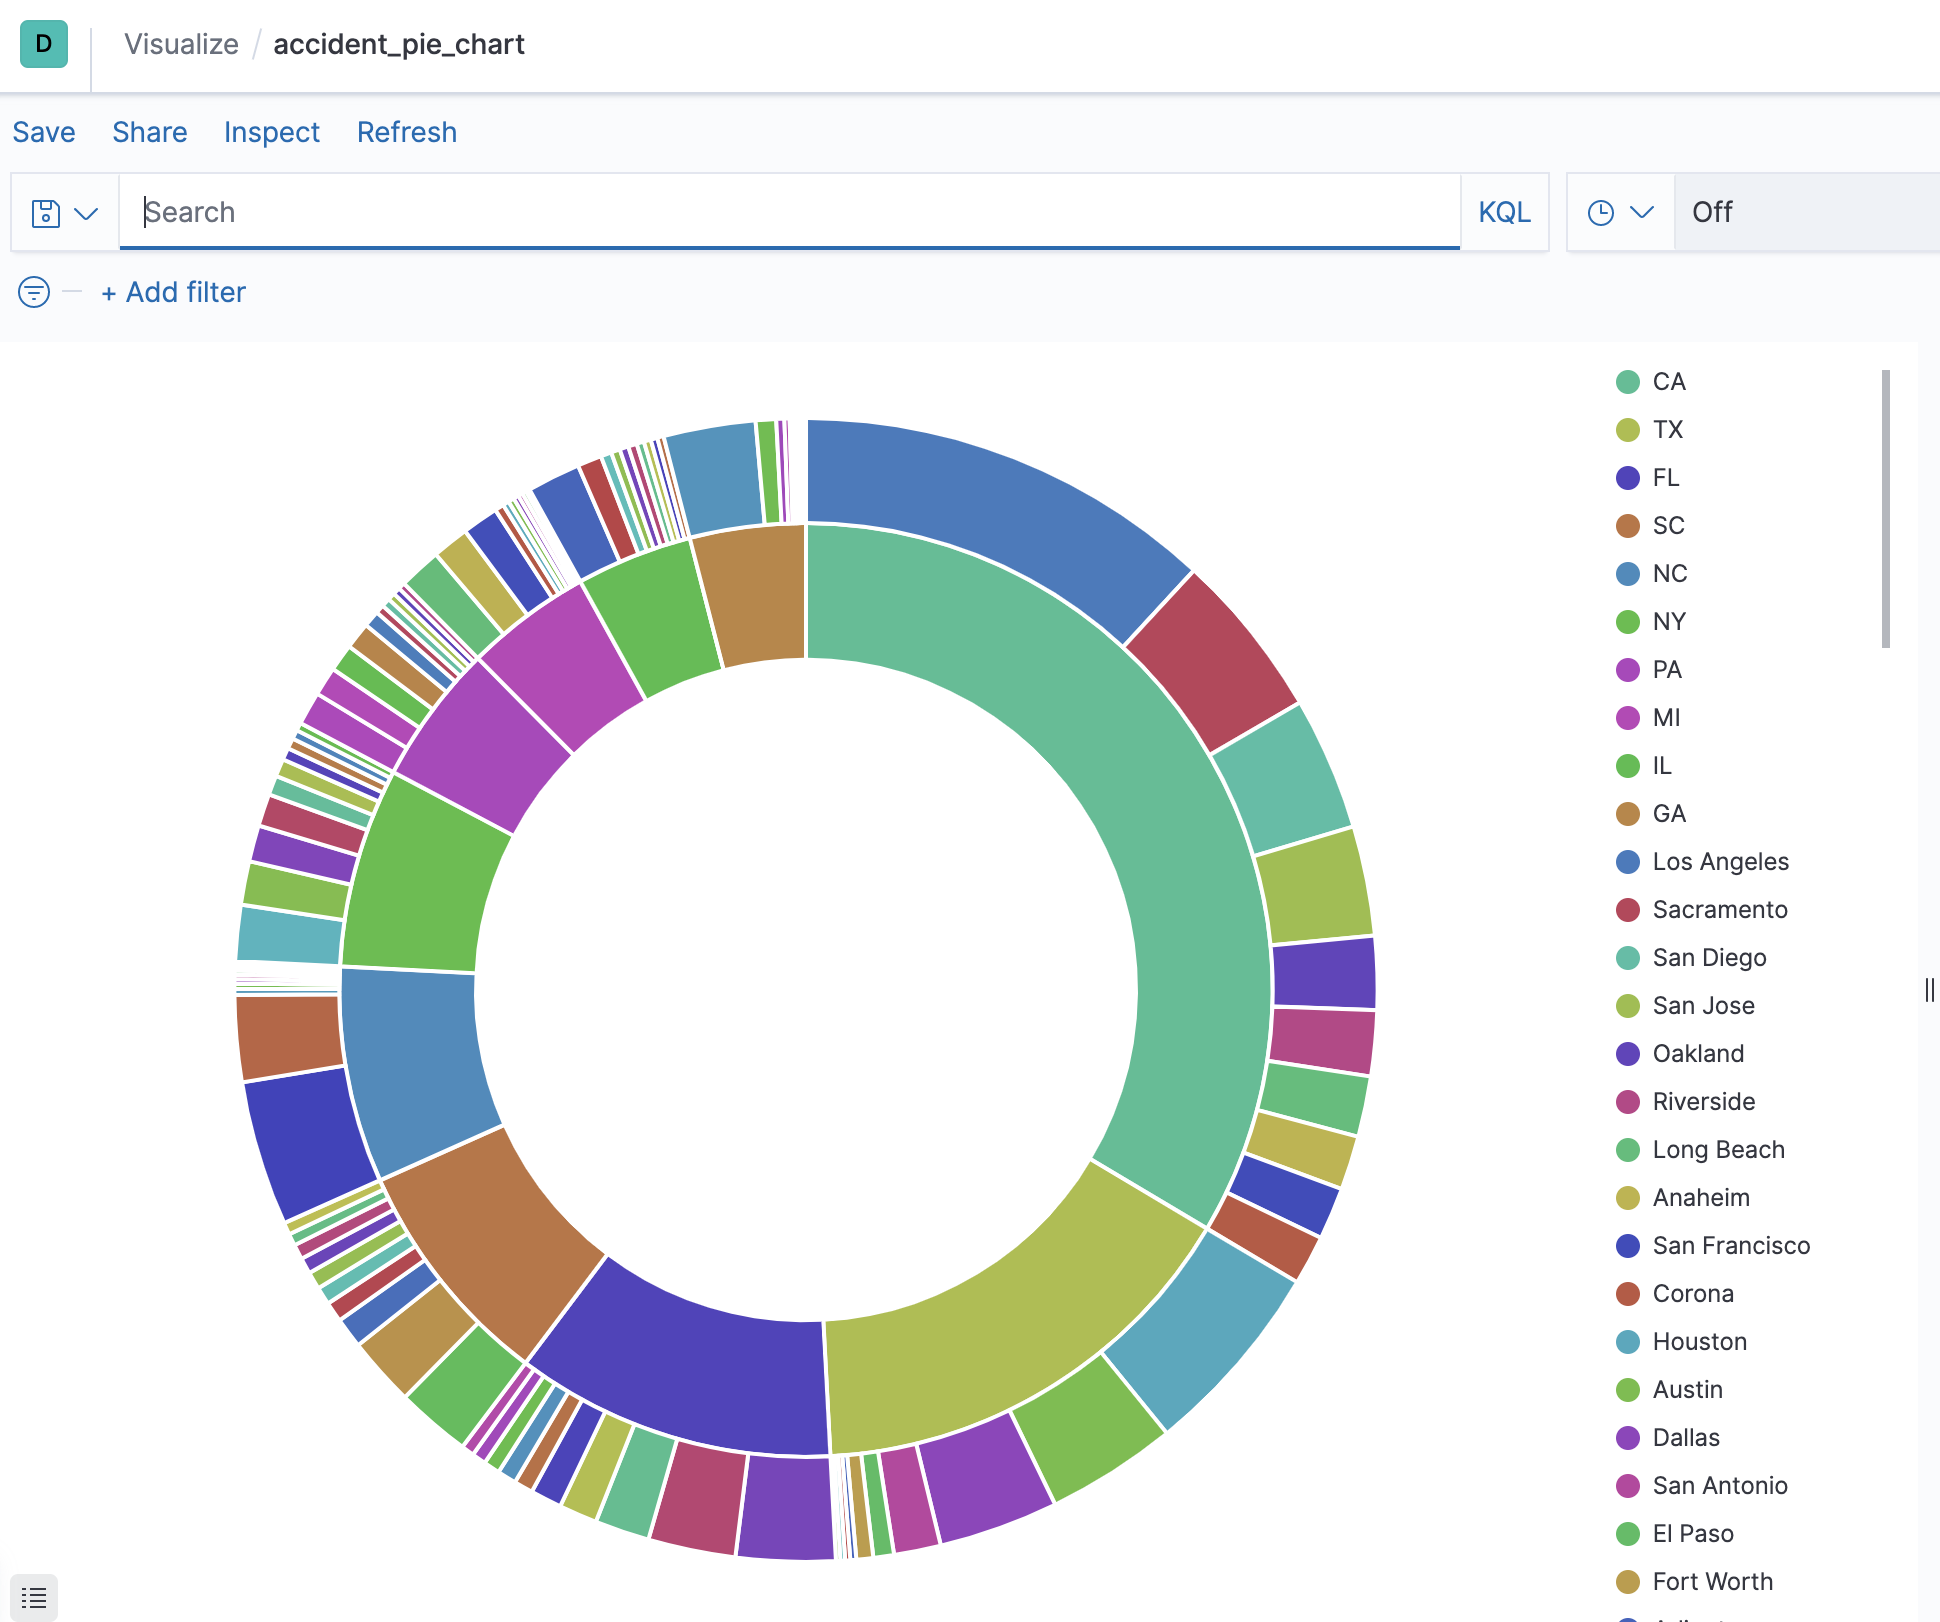 D Visualize / accident_pie_chart
Save Share Inspect Refresh
Search KQL Off
+ Add filter
CA
TX
FL
SC
NC
NY
PA
MI
IL
GA
Los Angeles
Sacramento
San Diego
San Jose
Oakland
Riverside
Long Beach
Anaheim
San Francisco
Corona
Houston
Austin
Dallas
San Antonio
El Paso
Fort Worth